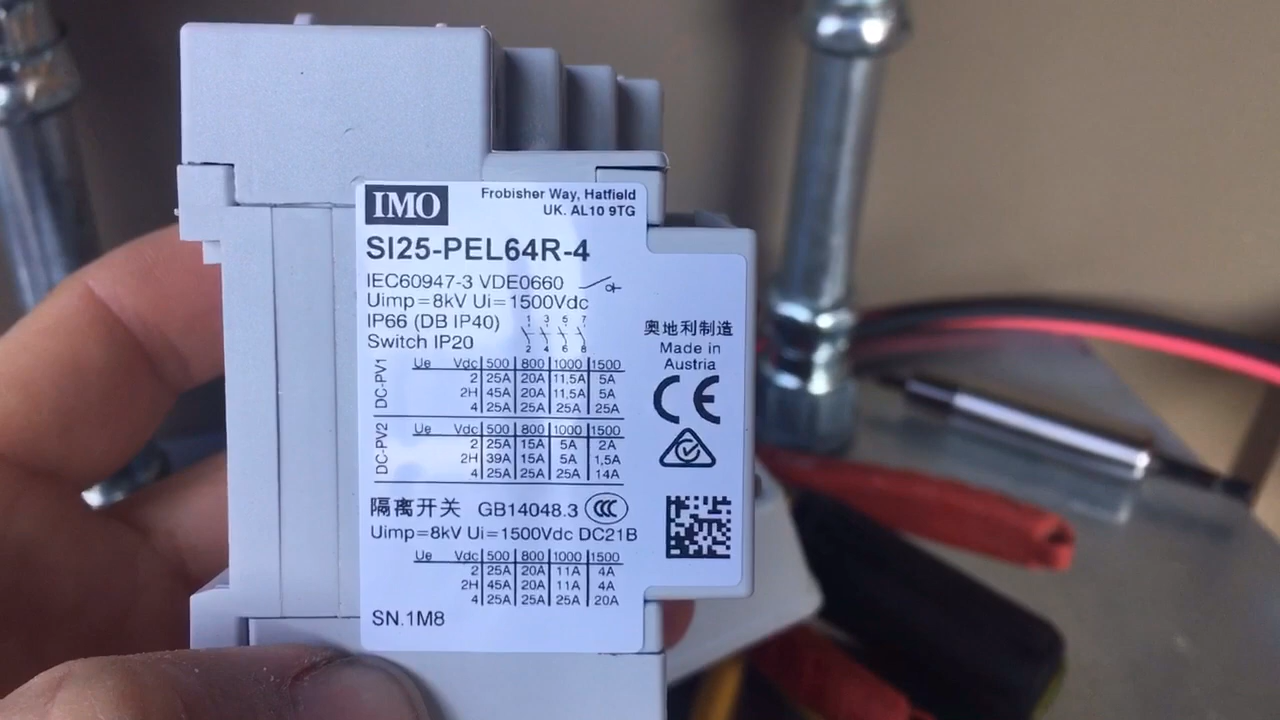 IMO
Frobisher Way, Hatfield
UK. AL10 9TG
SI25-PEL64R-4
IEC60947-3 VDE0660
Uimp=8kV Ui=1500Vdc
IP66 (DB IP40)
1 3 5 7
Switch IP20
2 4 6 8
奥地利制造
Made in
Austria
CE
DC-PV1
Ue Vdc 500 800 1000 1500
2 25A 20A 11,5A 5A
2H 45A 20A 11,5A 5A
4 25A 25A 25A 25A
DC-PV2
Ue Vdc 500 800 1000 1500
2 25A 15A 5A 2A
2H 39A 15A 5A 1,5A
4 25A 25A 25A 14A
隔离开关 GB14048.3 CCC
Uimp=8kV Ui=1500Vdc DC21B
Ue Vdc 500 800 1000 1500
2 25A 20A 11A 4A
2H 45A 20A 11A 4A
4 25A 25A 25A 20A
SN.1M8